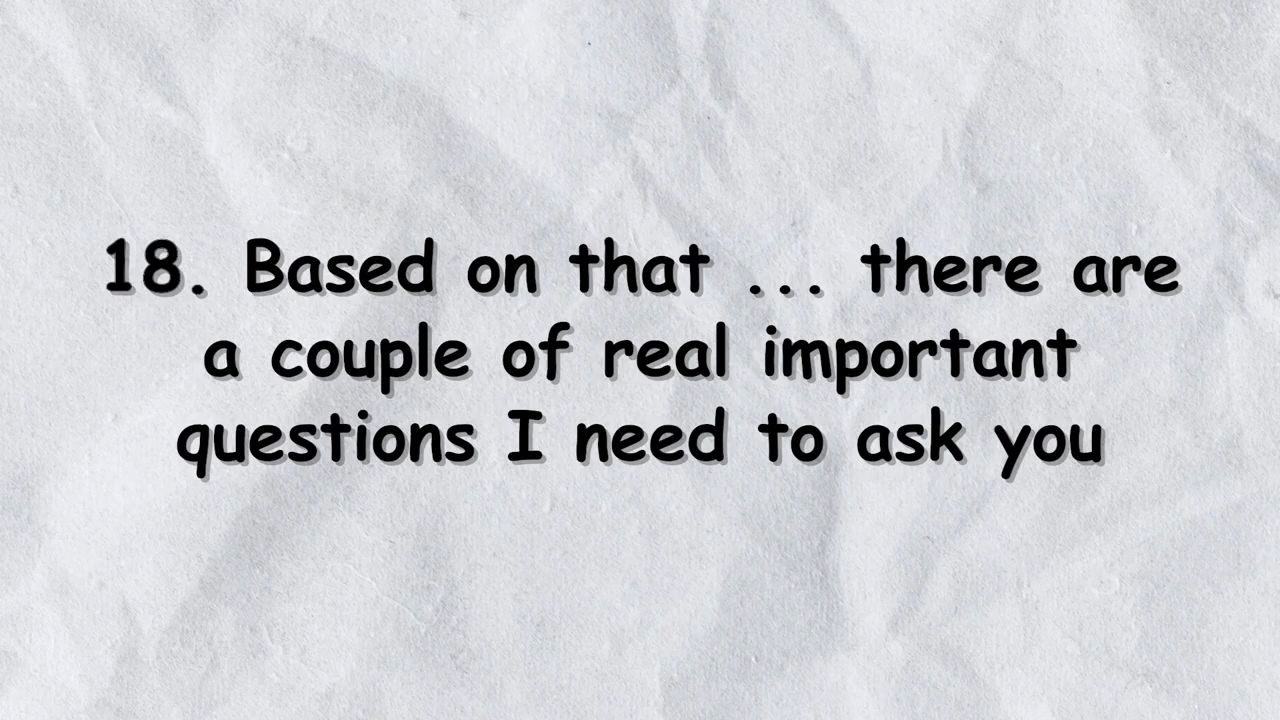 18. Based on that ... there are
a couple of real important
questions I need to ask you